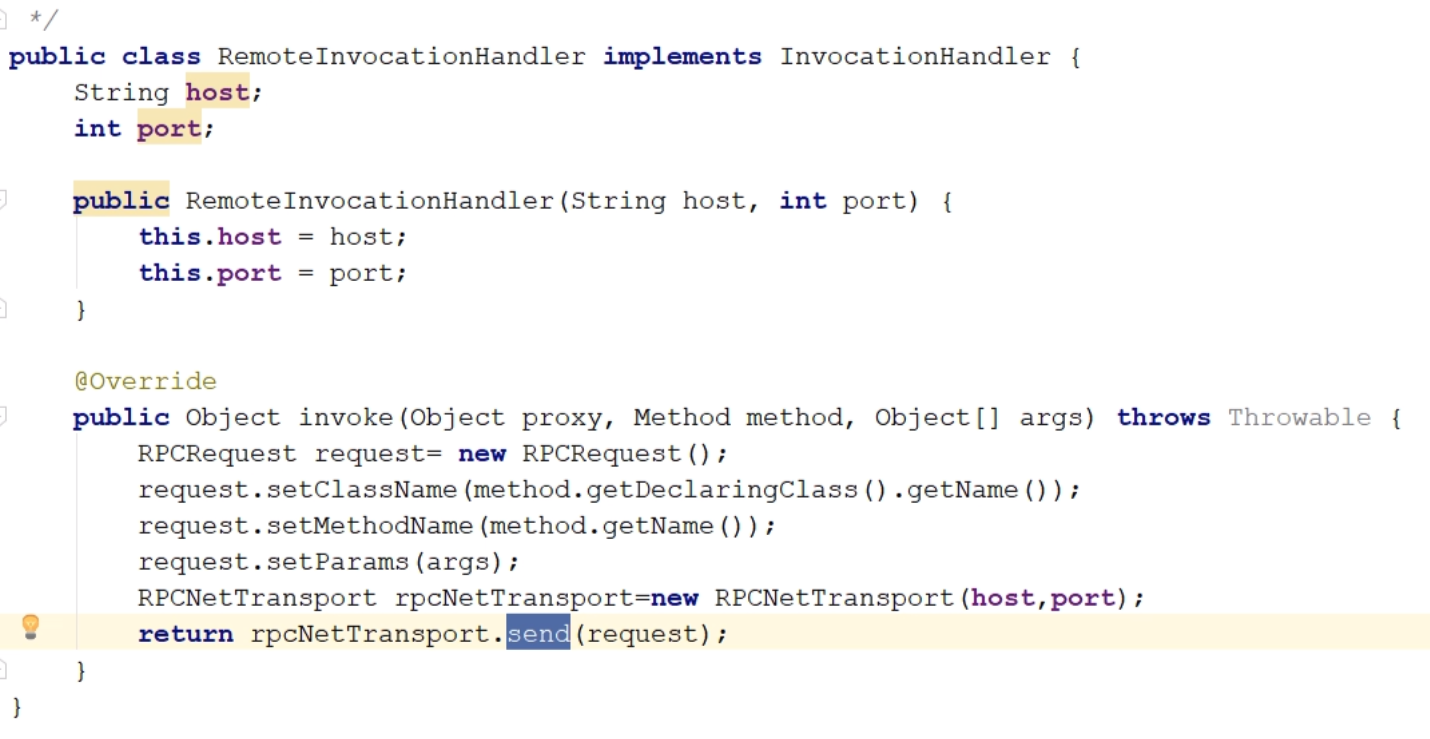 */
public class RemoteInvocationHandler implements InvocationHandler {
String host;
int port;
public RemoteInvocationHandler(String host, int port) {
this.host = host;
this.port = port;
}
@Override
public Object invoke(Object proxy, Method method, Object[] args) throws Throwable {
RPCRequest request= new RPCRequest();
request.setClassName(method.getDeclaringClass().getName());
request.setMethodName(method.getName());
request.setParams(args);
RPCNetTransport rpcNetTransport=new RPCNetTransport(host,port);
return rpcNetTransport.send(request);
}
}